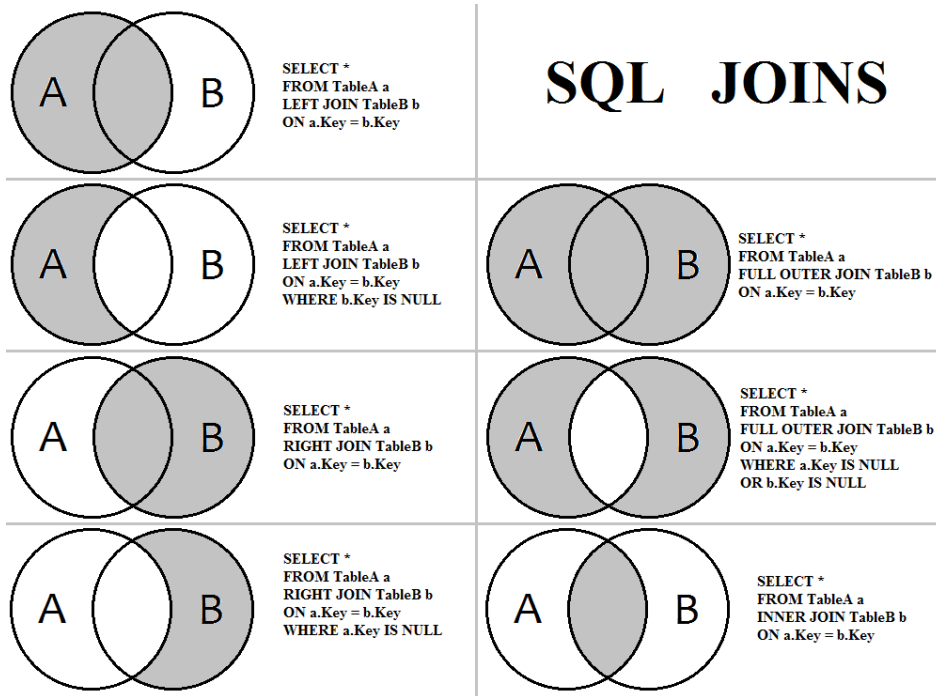 A B
SELECT *
FROM TableA a
LEFT JOIN TableB b
ON a.Key = b.Key
SQL JOINS
A B
SELECT *
FROM TableA a
LEFT JOIN TableB b
ON a.Key = b.Key
WHERE b.Key IS NULL
A B
SELECT *
FROM TableA a
FULL OUTER JOIN TableB b
ON a.Key = b.Key
A B
SELECT *
FROM TableA a
RIGHT JOIN TableB b
ON a.Key = b.Key
A B
SELECT *
FROM TableA a
FULL OUTER JOIN TableB b
ON a.Key = b.Key
WHERE a.Key IS NULL
OR b.Key IS NULL
A B
SELECT *
FROM TableA a
RIGHT JOIN TableB b
ON a.Key = b.Key
WHERE a.Key IS NULL
A B
SELECT *
FROM TableA a
INNER JOIN TableB b
ON a.Key = b.Key